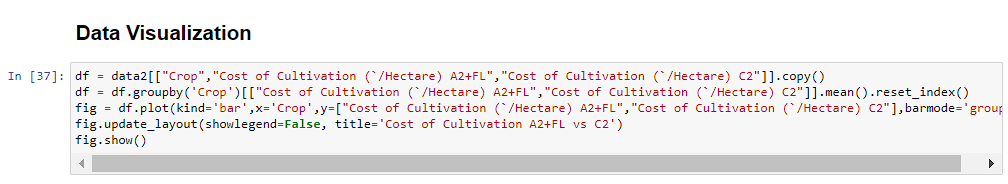 Data Visualization
In [37]: df = data2[["Crop","Cost of Cultivation (`/Hectare) A2+FL","Cost of Cultivation (`/Hectare) C2"]].copy()
df = df.groupby('Crop')[["Cost of Cultivation (`/Hectare) A2+FL","Cost of Cultivation (`/Hectare) C2"]].mean().reset_index()
fig = df.plot(kind='bar',x='Crop',y=["Cost of Cultivation (`/Hectare) A2+FL","Cost of Cultivation (`/Hectare) C2"],barmode='group
fig.update_layout(showlegend=False, title='Cost of Cultivation A2+FL vs C2')
fig.show()